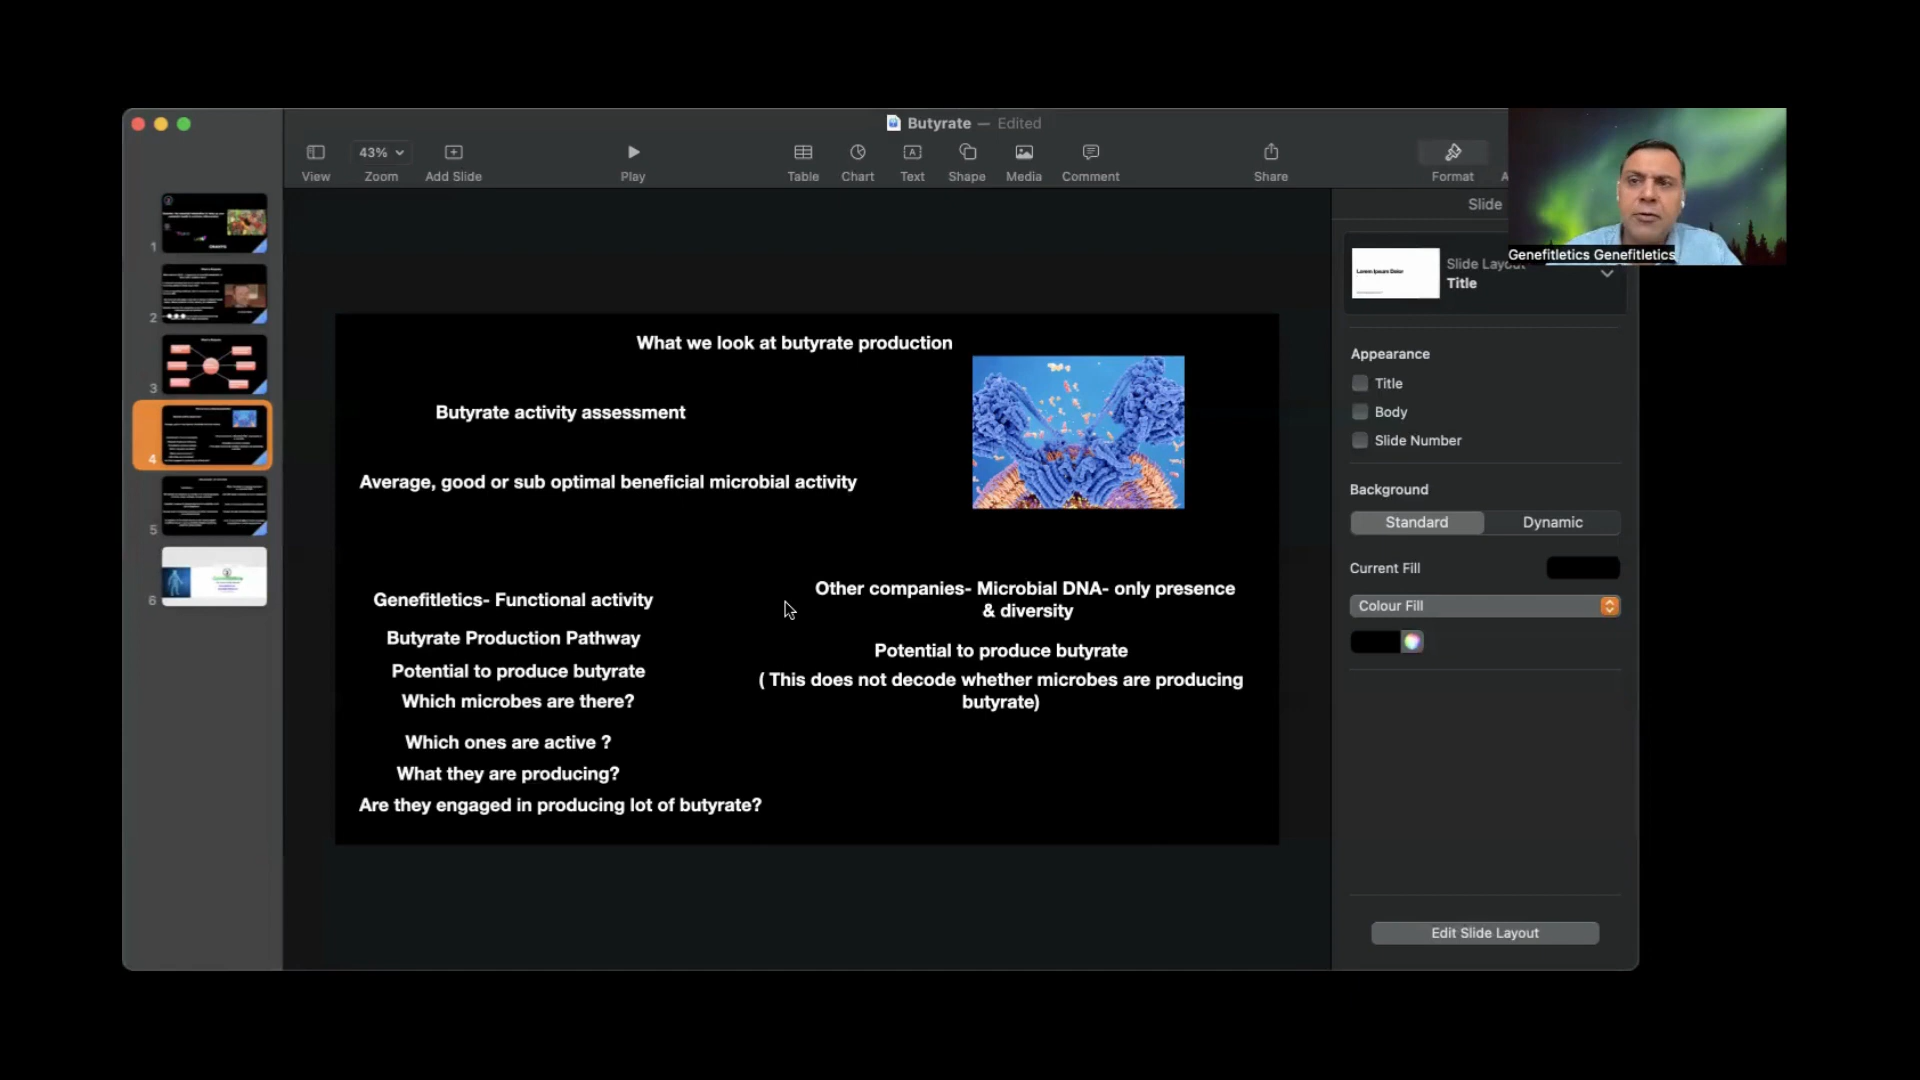 Butyrate — Edited
43%
View
Zoom
Add Slide
Play
Table
Chart
Text
Shape
Media
Comment
Share
Format
Slide
Genefitletics Genefitletics
1
2
3
4
5
6
What we look at butyrate production
Butyrate activity assessment
Average, good or sub optimal beneficial microbial activity
Genefitletics- Functional activity
Butyrate Production Pathway
Potential to produce butyrate
Which microbes are there?
Which ones are active ?
What they are producing?
Are they engaged in producing lot of butyrate?
Other companies- Microbial DNA- only presence
& diversity
Potential to produce butyrate
( This does not decode whether microbes are producing
butyrate)
Lorem Ipsum Dolor
Slide Layout
Title
Appearance
Title
Body
Slide Number
Background
Standard
Dynamic
Current Fill
Colour Fill
Edit Slide Layout